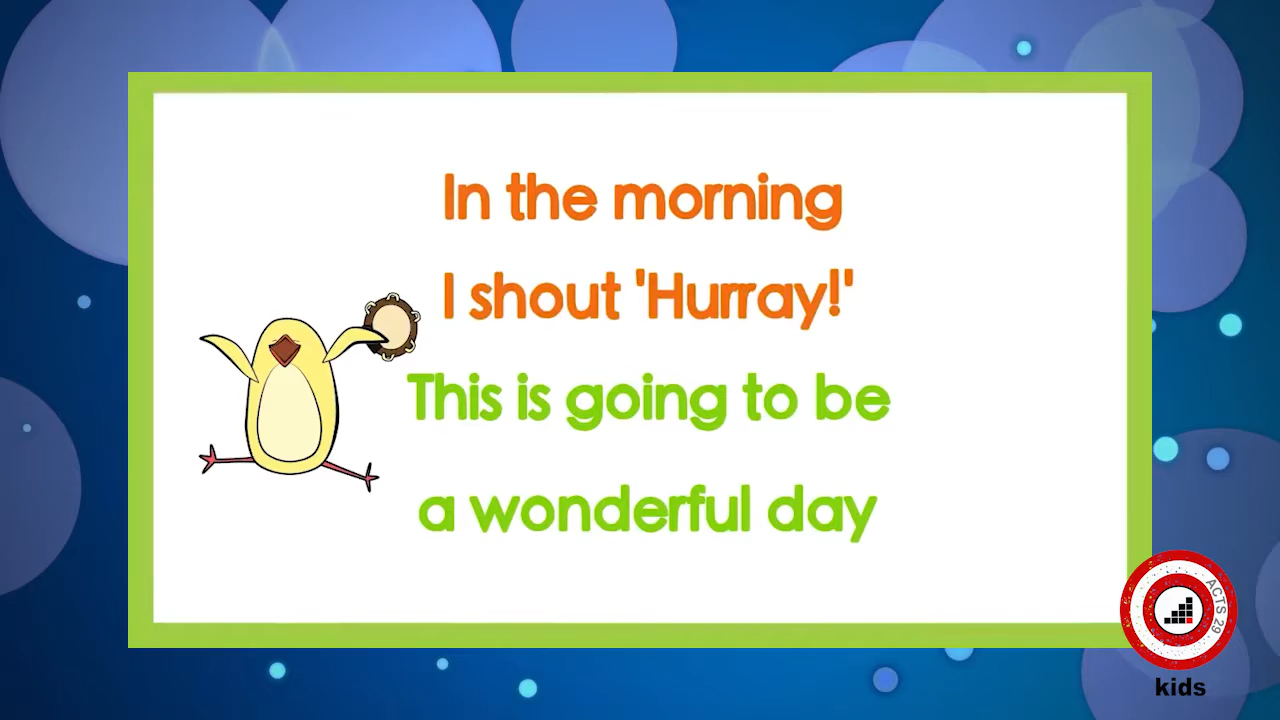 In the morning
I shout 'Hurray!'
This is going to be
a wonderful day
ACTS 29
kids